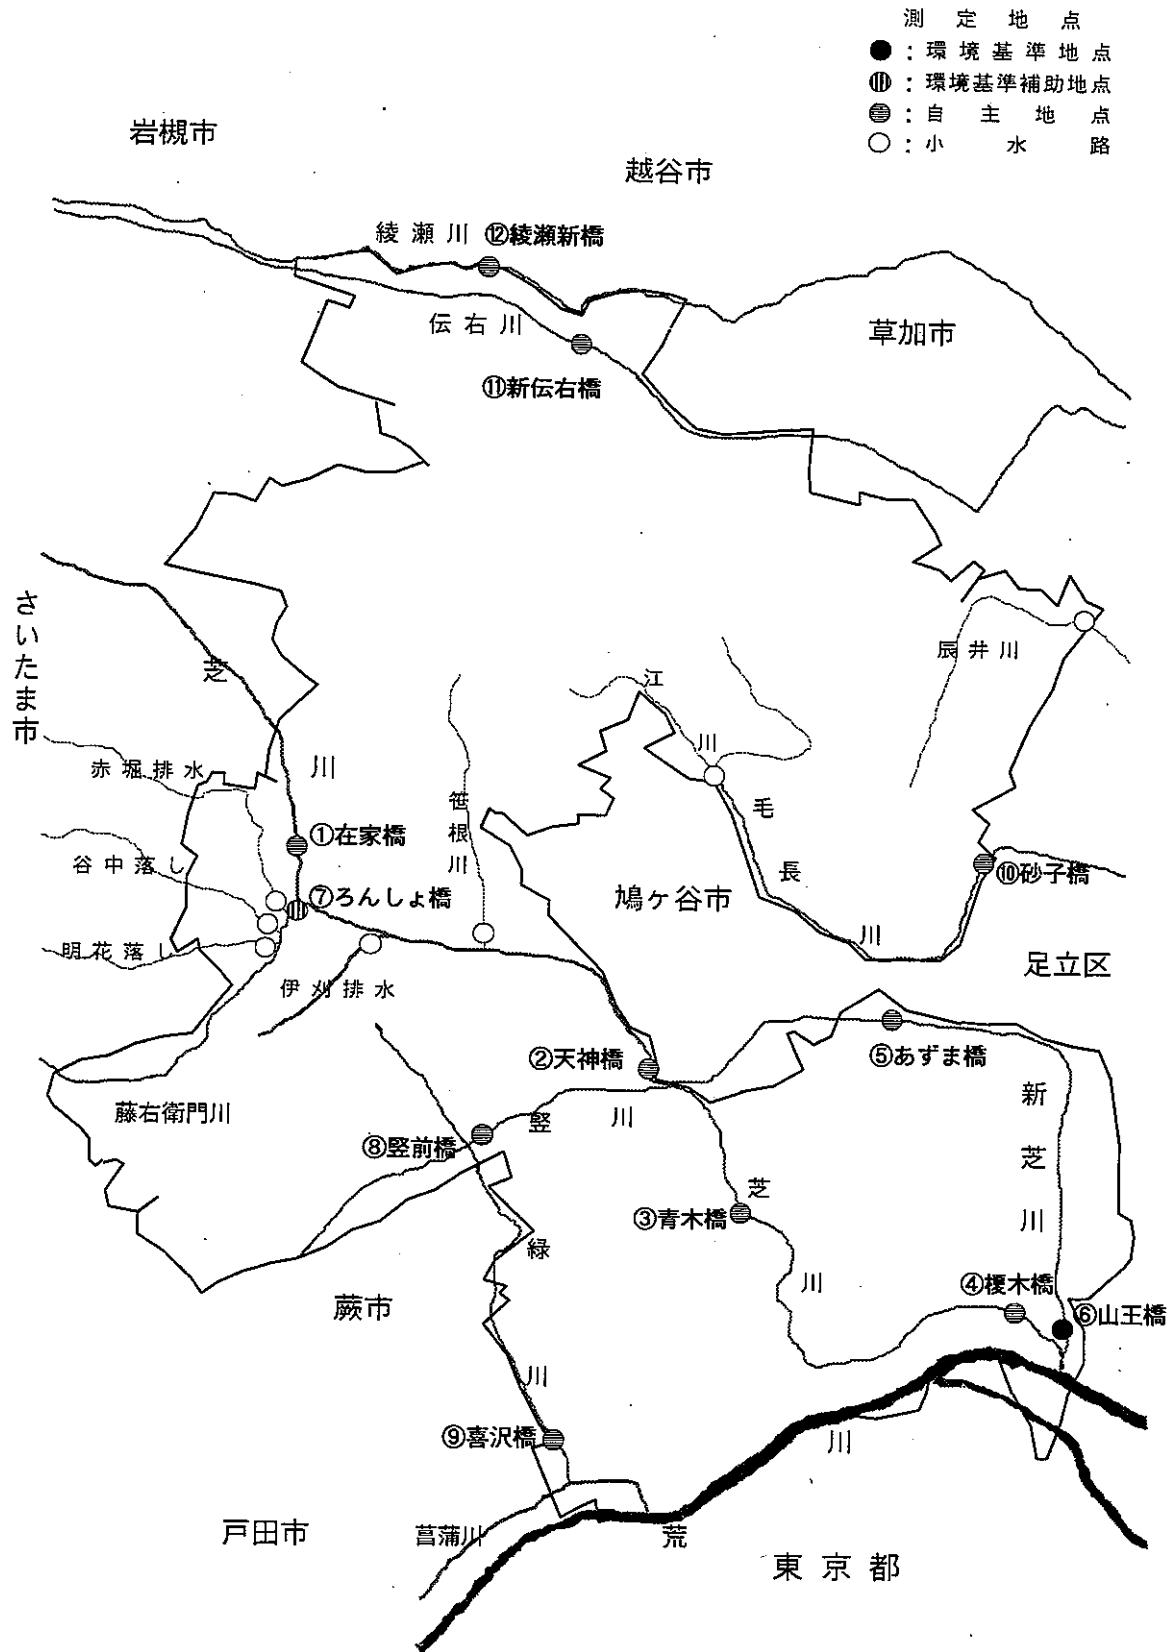 測定地点
●：環境基準地点
◍：環境基準補助地点
◍：自主地点
○：小水路
岩槻市
越谷市
綾瀬川
⑫綾瀬新橋
伝右川
草加市
⑪新伝右橋
さいたま市
芝川
辰井川
江川
赤堀排水
笹根川
毛長川
①在家橋
谷中落し
⑦ろんしょ橋
鳩ヶ谷市
⑩砂子橋
明花落し
伊刈排水
足立区
②天神橋
⑤あずま橋
新芝川
藤右衛門川
竪川
⑧竪前橋
芝川
③青木橋
緑川
蕨市
④榎木橋
⑥山王橋
⑨喜沢橋
荒川
戸田市
菖蒲川
東京都